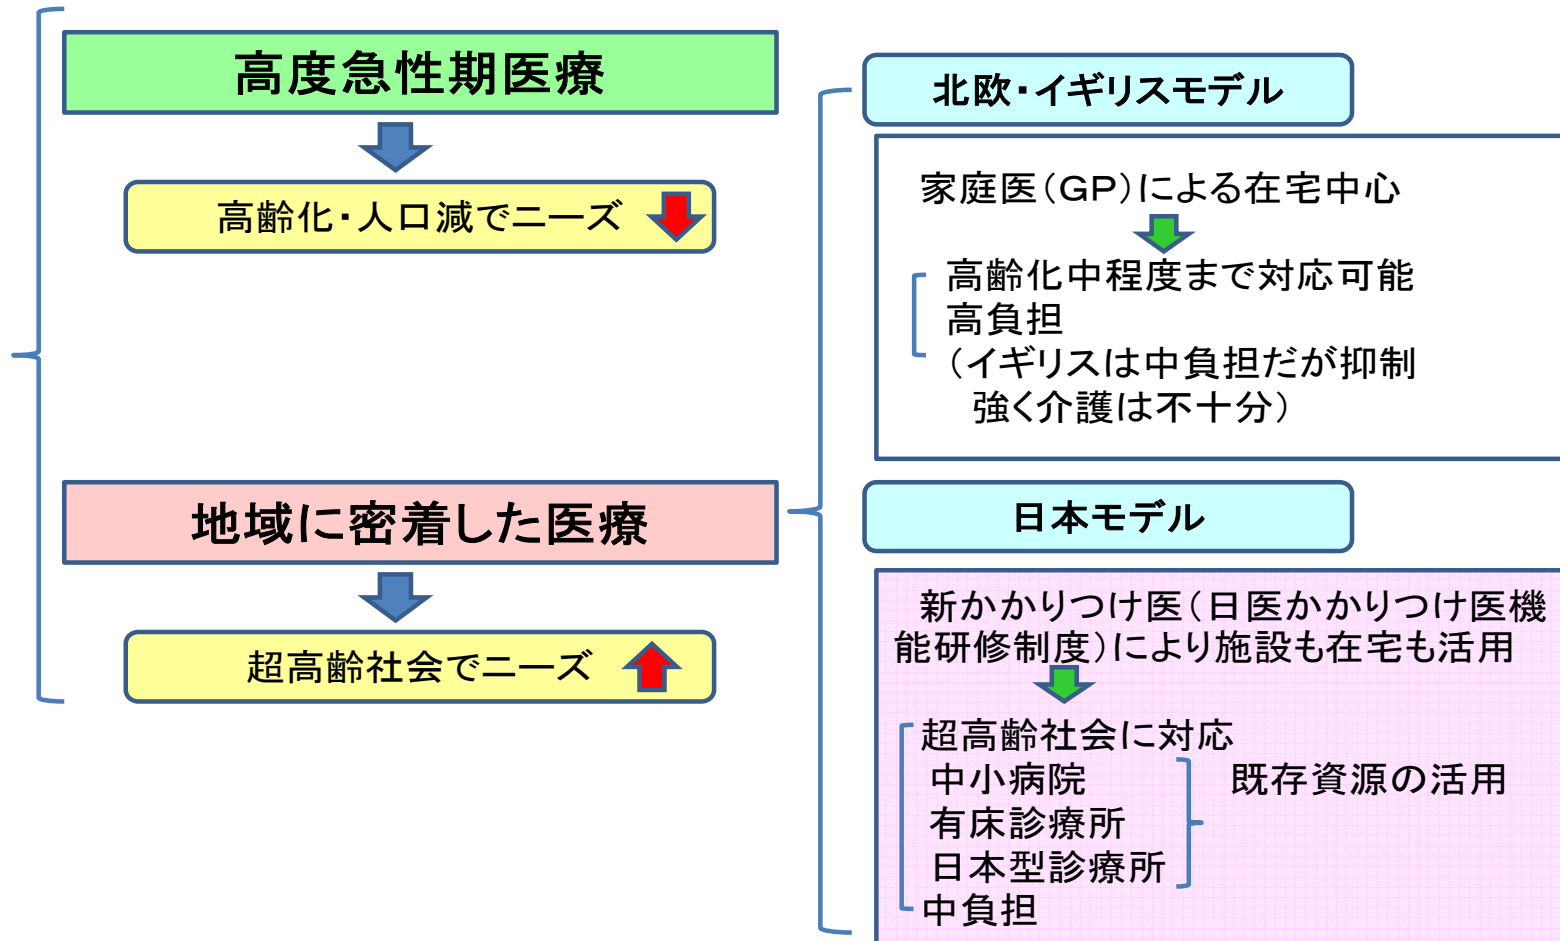 高度急性期医療
高齢化・人口減でニーズ
地域に密着した医療
超高齢社会でニーズ
北欧・イギリスモデル
家庭医（GP）による在宅中心
高齢化中程度まで対応可能
高負担
（イギリスは中負担だが抑制
強く介護は不十分）
日本モデル
新かかりつけ医（日医かかりつけ医機
能研修制度）により施設も在宅も活用
超高齢社会に対応
中小病院
既存資源の活用
有床診療所
日本型診療所
中負担